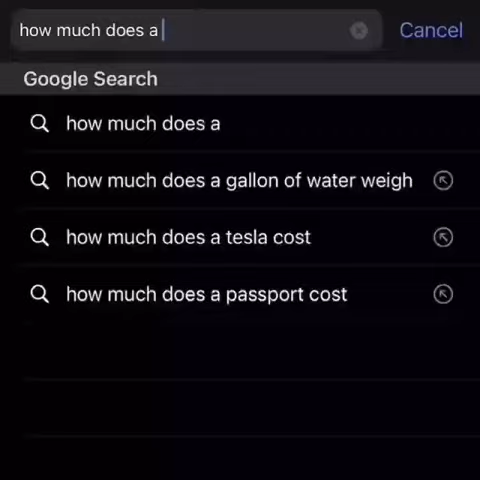 how much does a
Cancel
Google Search
how much does a
how much does a gallon of water weigh
how much does a tesla cost
how much does a passport cost